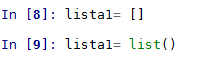 In [8]: lista1= []
In [9]: lista1= list()